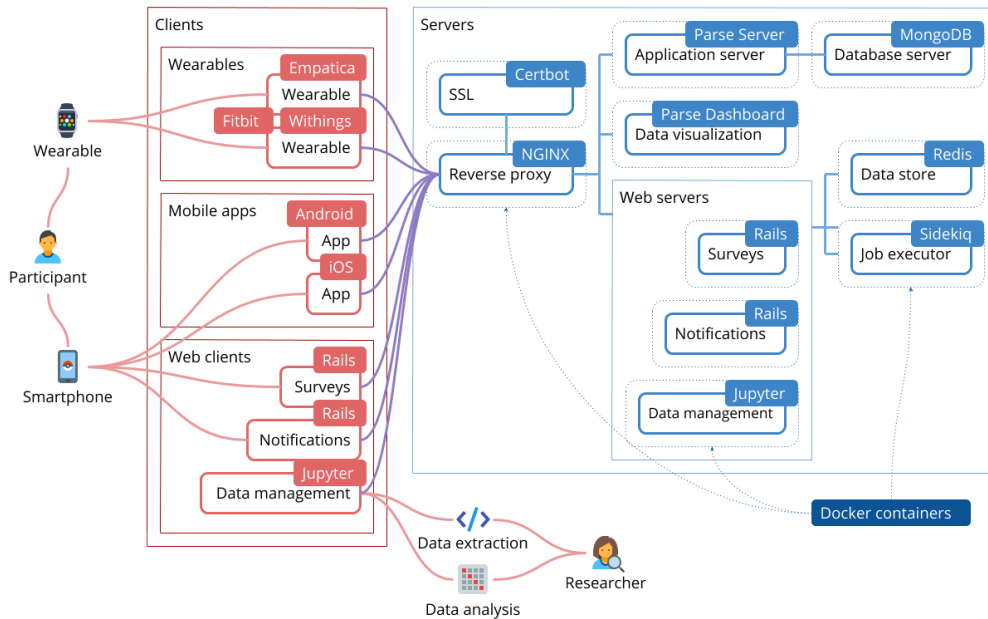 Clients
Wearables
Empatica
Wearable
Fitbit
Withings
Wearable
Mobile apps
Android
App
iOS
App
Web clients
Rails
Surveys
Rails
Notifications
Jupyter
Data management
Wearable
Participant
Smartphone
Servers
Certbot
SSL
NGINX
Reverse proxy
Parse Server
Application server
MongoDB
Database server
Parse Dashboard
Data visualization
Web servers
Rails
Surveys
Rails
Notifications
Jupyter
Data management
Redis
Data store
Sidekiq
Job executor
Docker containers
Data extraction
Data analysis
Researcher